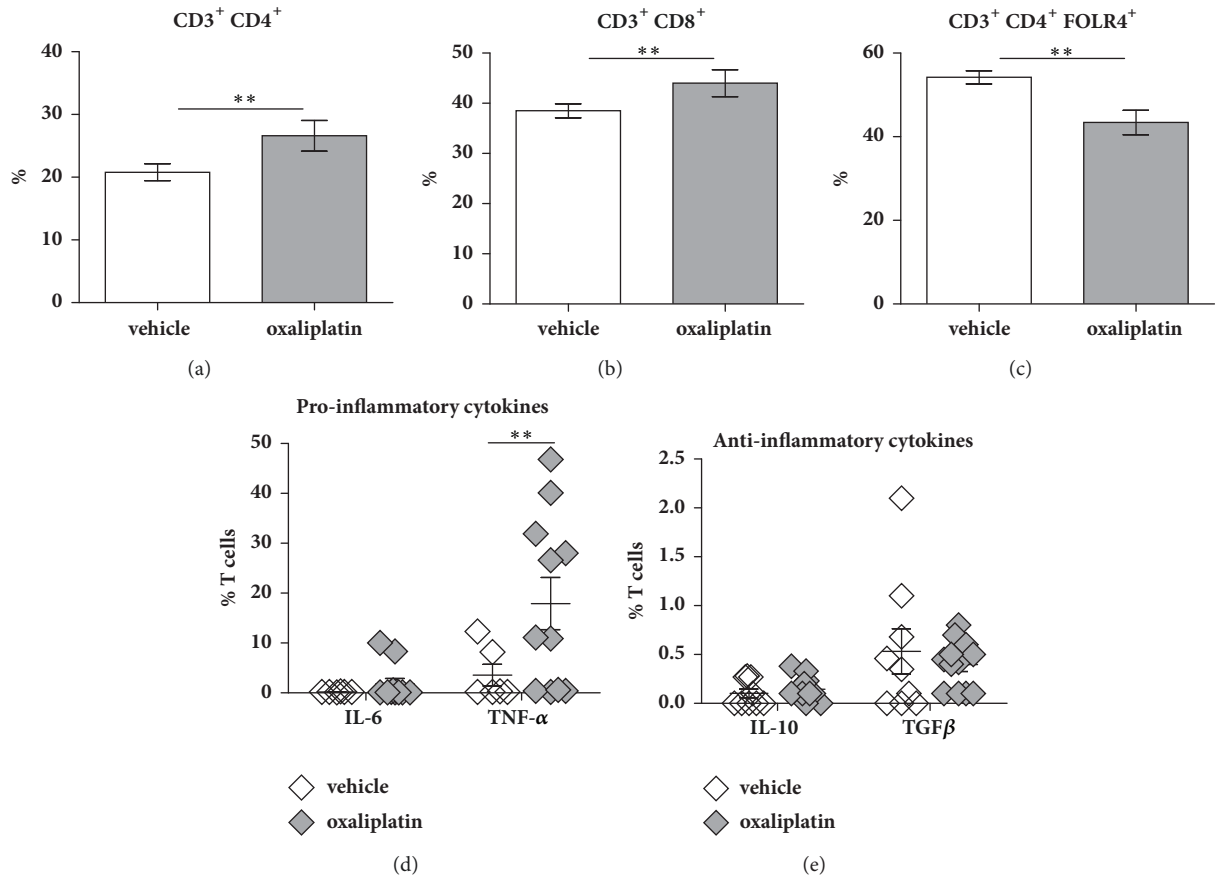 CD3+ CD4+
40
30
20
10
0
%
**
vehicle oxaliplatin
(a)
CD3+ CD8+
50
40
30
20
10
0
%
**
vehicle oxaliplatin
(b)
CD3+ CD4+ FOLR4+
60
40
20
0
%
**
vehicle oxaliplatin
(c)
Pro-inflammatory cytokines
50
40
30
20
10
0
% T cells
**
IL-6 TNF-α
vehicle
oxaliplatin
(d)
Anti-inflammatory cytokines
2.5
2.0
1.5
1.0
0.5
0.0
% T cells
IL-10 TGFβ
vehicle
oxaliplatin
(e)